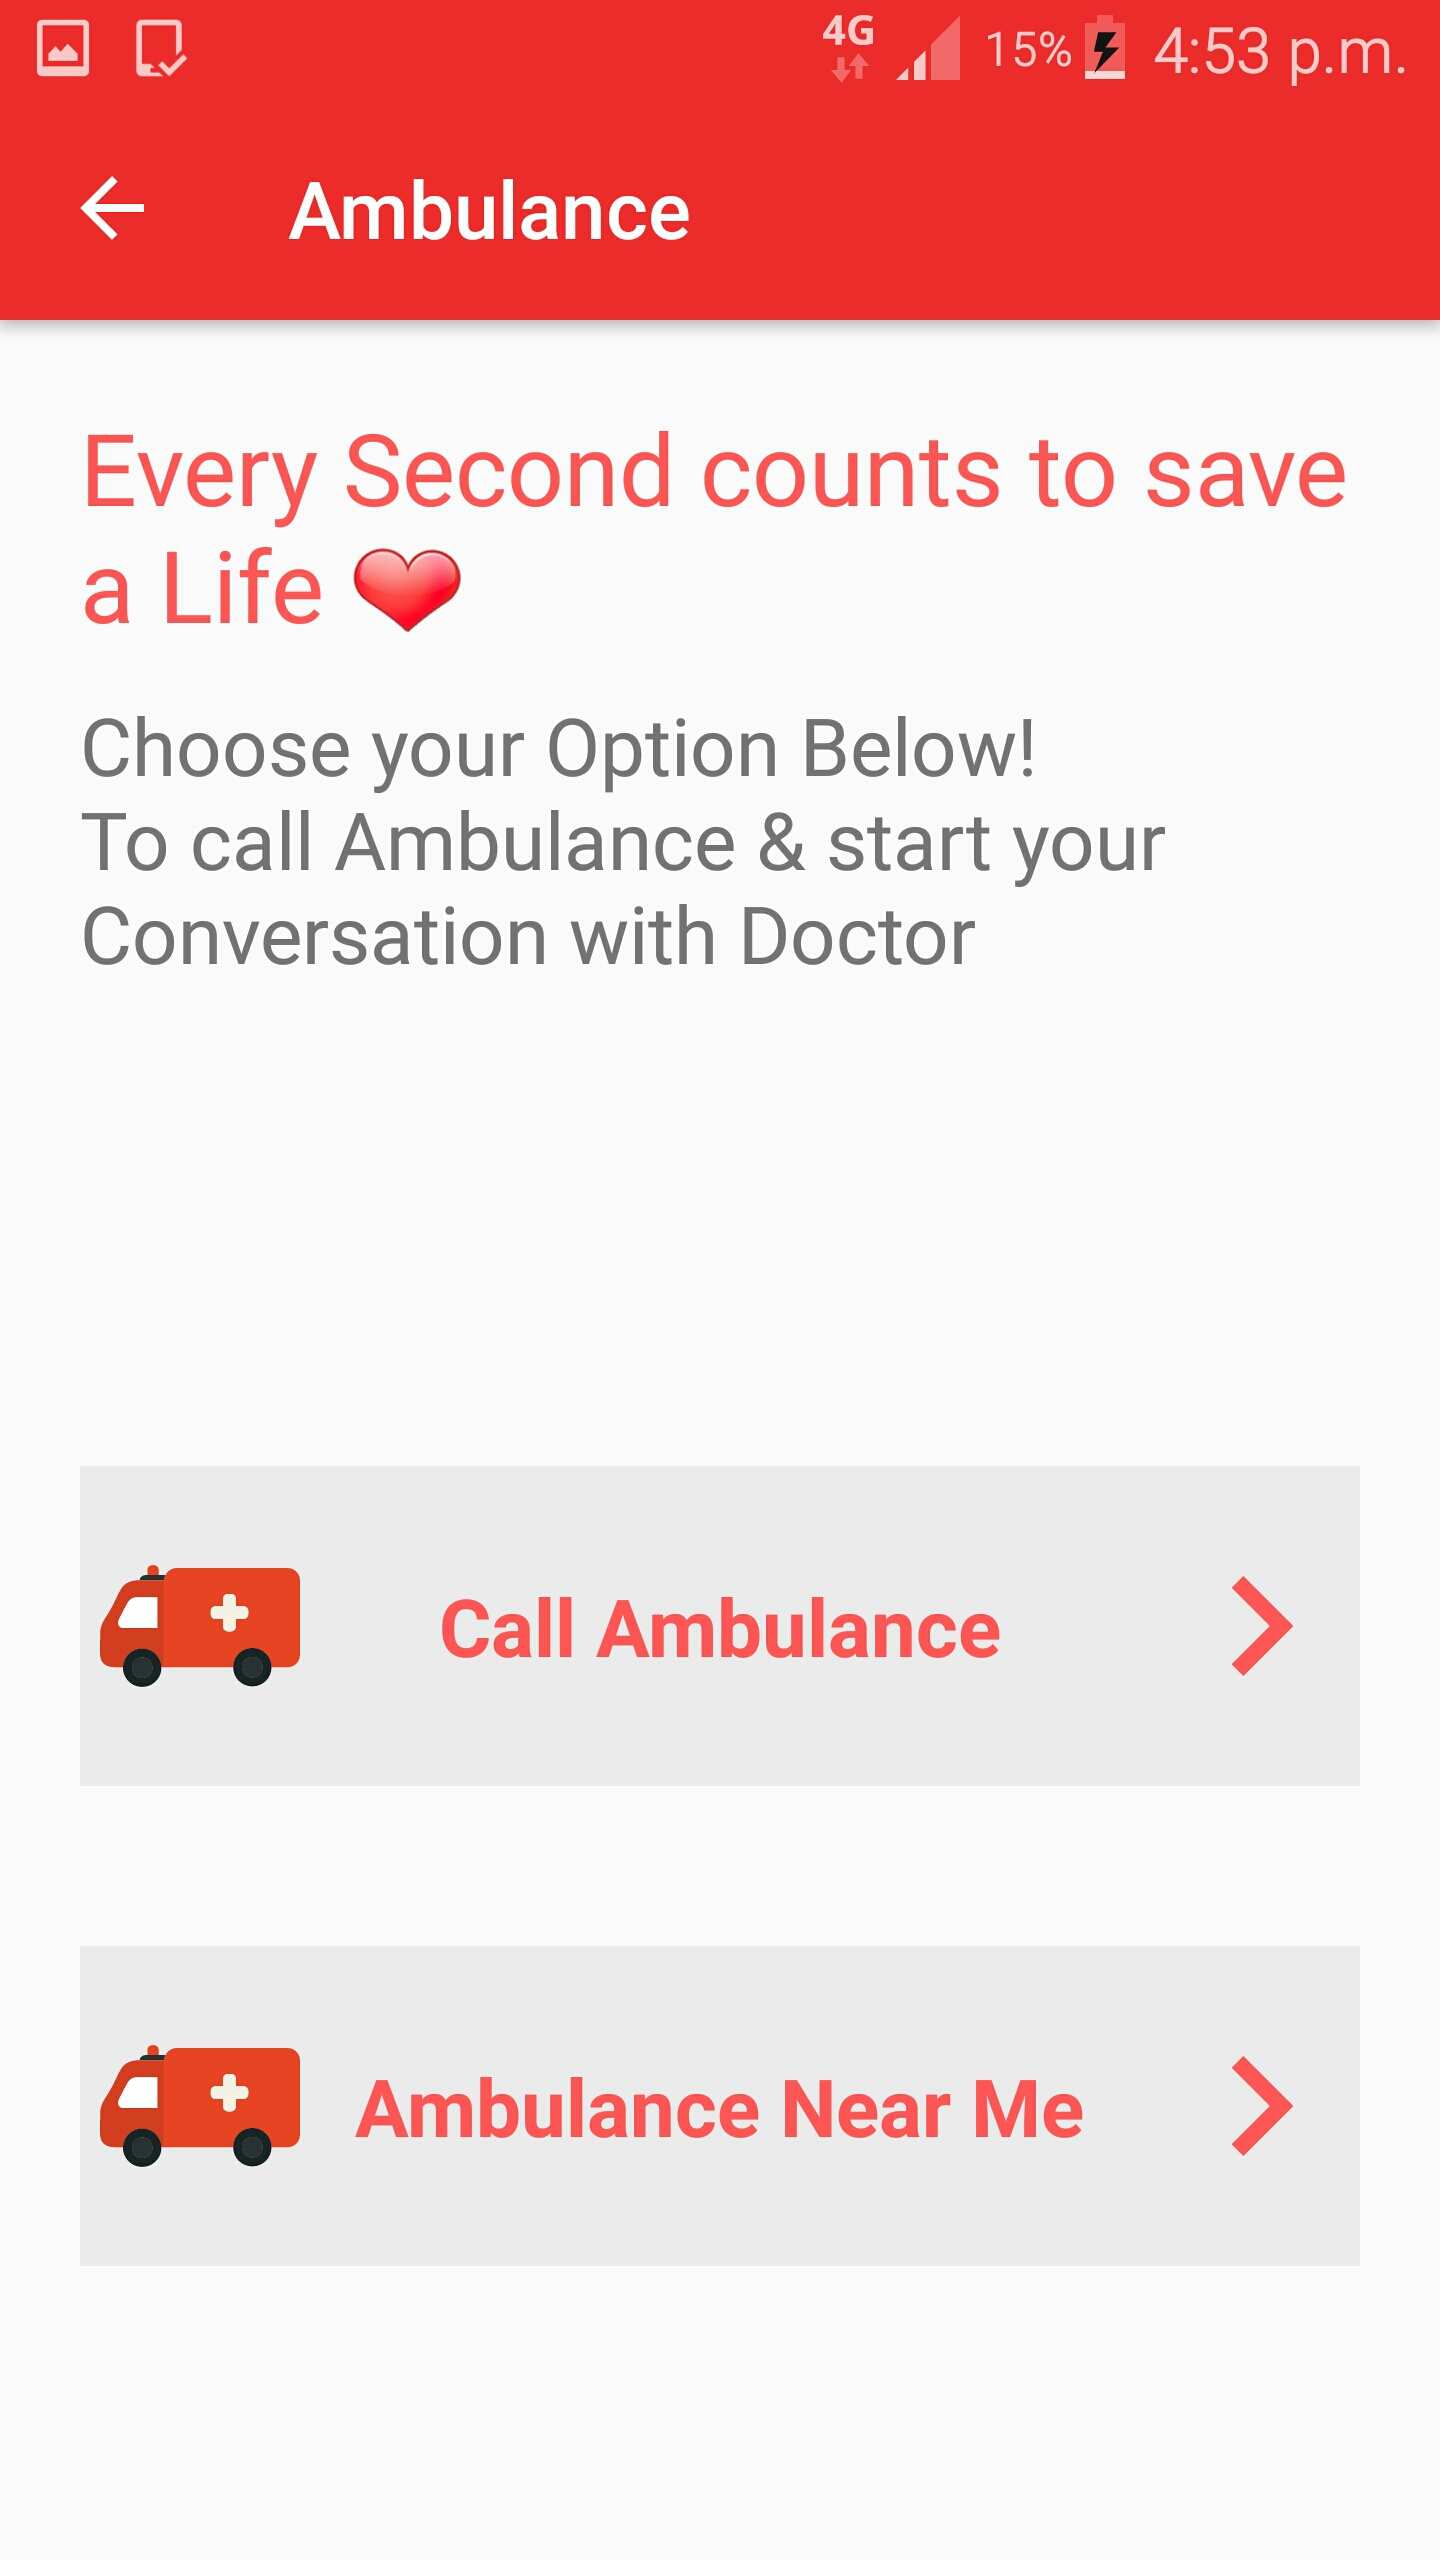 4G 15% 4:53 p.m.
Ambulance
Every Second counts to save
a Life ❤
Choose your Option Below!
To call Ambulance & start your
Conversation with Doctor
Call Ambulance
Ambulance Near Me